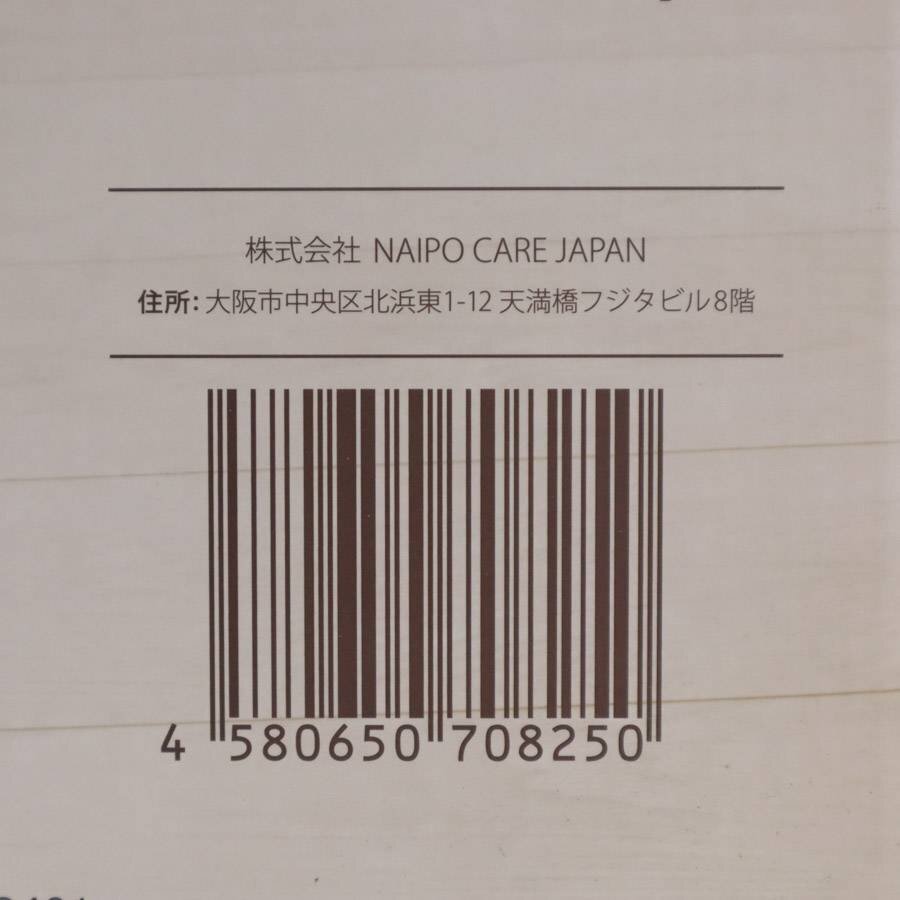 株式会社 NAIPO CARE JAPAN
住所: 大阪市中央区北浜東1-12 天満橋フジタビル8階
4 580650 708250